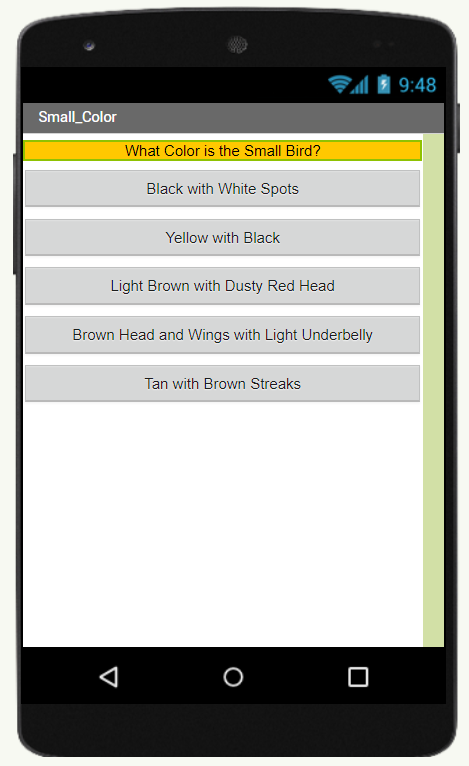 9:48
Small_Color
What Color is the Small Bird?
Black with White Spots
Yellow with Black
Light Brown with Dusty Red Head
Brown Head and Wings with Light Underbelly
Tan with Brown Streaks